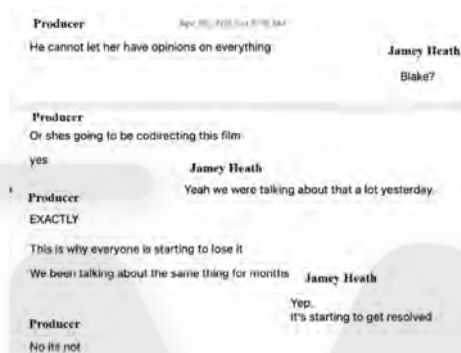 Producer
He cannot let her have opinions on everything
Jamey Heath
Blake?
Producer
Or shes going to be codirecting this film
yes
Jamey Heath
Yeah we were talking about that a lot yesterday.
Producer
EXACTLY
This is why everyone is starting to lose it
We been talking about the same thing for months
Jamey Heath
Yep.
It's starting to get resolved
Producer
No its not